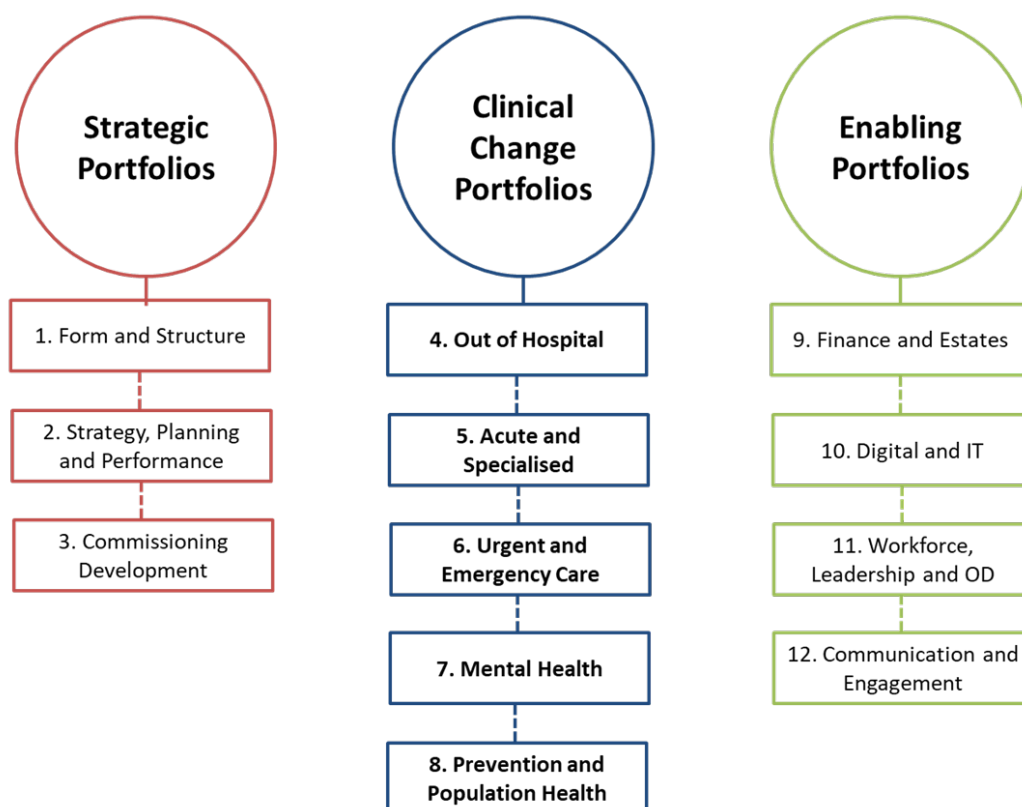 Strategic
Portfolios
1. Form and Structure
2. Strategy, Planning
and Performance
3. Commissioning
Development
Clinical
Change
Portfolios
4. Out of Hospital
5. Acute and
Specialised
6. Urgent and
Emergency Care
7. Mental Health
8. Prevention and
Population Health
Enabling
Portfolios
9. Finance and Estates
10. Digital and IT
11. Workforce,
Leadership and OD
12. Communication and
Engagement